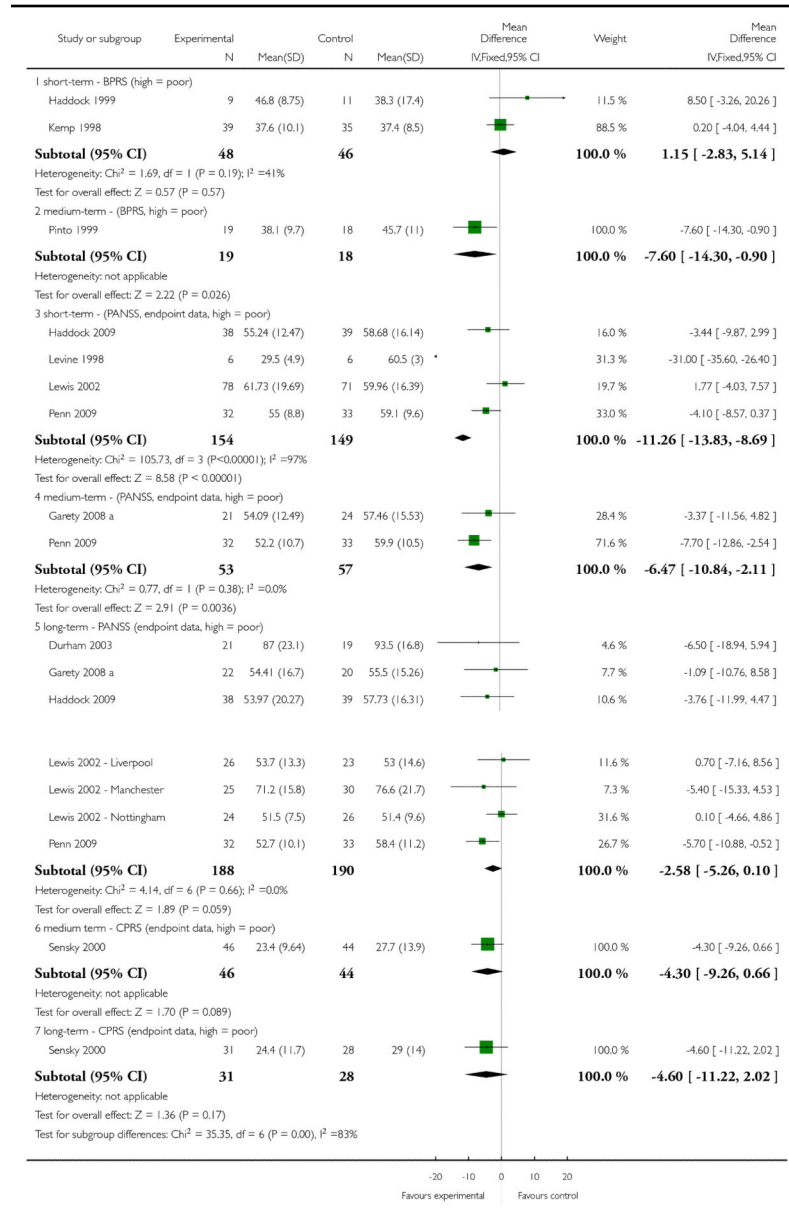 Study or subgroup Experimental Control Mean Difference Weight Mean Difference
N Mean(SD) N Mean(SD) IV,Fixed,95% CI IV,Fixed,95% CI
1 short-term - BPRS (high = poor)
Haddock 1999 9 46.8 (8.75) 11 38.3 (17.4) 11.5 % 8.50 [ -3.26, 20.26 ]
Kemp 1998 39 37.6 (10.1) 35 37.4 (8.5) 88.5 % 0.20 [ -4.04, 4.44 ]
Subtotal (95% CI) 48 46 100.0 % 1.15 [ -2.83, 5.14 ]
Heterogeneity: Chi² = 1.69, df = 1 (P = 0.19); I² =41%
Test for overall effect: Z = 0.57 (P = 0.57)
2 medium-term - (BPRS, high = poor)
Pinto 1999 19 38.1 (9.7) 18 45.7 (11) 100.0 % -7.60 [ -14.30, -0.90 ]
Subtotal (95% CI) 19 18 100.0 % -7.60 [ -14.30, -0.90 ]
Heterogeneity: not applicable
Test for overall effect: Z = 2.22 (P = 0.026)
3 short-term - (PANSS, endpoint data, high = poor)
Haddock 2009 38 55.24 (12.47) 39 58.68 (16.14) 16.0 % -3.44 [ -9.87, 2.99 ]
Levine 1998 6 29.5 (4.9) 6 60.5 (3) 31.3 % -31.00 [ -35.60, -26.40 ]
Lewis 2002 78 61.73 (19.69) 71 59.96 (16.39) 19.7 % 1.77 [ -4.03, 7.57 ]
Penn 2009 32 55 (8.8) 33 59.1 (9.6) 33.0 % -4.10 [ -8.57, 0.37 ]
Subtotal (95% CI) 154 149 100.0 % -11.26 [ -13.83, -8.69 ]
Heterogeneity: Chi² = 105.73, df = 3 (P<0.00001); I² =97%
Test for overall effect: Z = 8.58 (P < 0.00001)
4 medium-term - (PANSS, endpoint data, high = poor)
Garety 2008 a 21 54.09 (12.49) 24 57.46 (15.53) 28.4 % -3.37 [ -11.56, 4.82 ]
Penn 2009 32 52.2 (10.7) 33 59.9 (10.5) 71.6 % -7.70 [ -12.86, -2.54 ]
Subtotal (95% CI) 53 57 100.0 % -6.47 [ -10.84, -2.11 ]
Heterogeneity: Chi² = 0.77, df = 1 (P = 0.38); I² =0.0%
Test for overall effect: Z = 2.91 (P = 0.0036)
5 long-term - PANSS (endpoint data, high = poor)
Durham 2003 21 87 (23.1) 19 93.5 (16.8) 4.6 % -6.50 [ -18.94, 5.94 ]
Garety 2008 a 22 54.41 (16.7) 20 55.5 (15.26) 7.7 % -1.09 [ -10.76, 8.58 ]
Haddock 2009 38 53.97 (20.27) 39 57.73 (16.31) 10.6 % -3.76 [ -11.99, 4.47 ]
Lewis 2002 - Liverpool 26 53.7 (13.3) 23 53 (14.6) 11.6 % 0.70 [ -7.16, 8.56 ]
Lewis 2002 - Manchester 25 71.2 (15.8) 30 76.6 (21.7) 7.3 % -5.40 [ -15.33, 4.53 ]
Lewis 2002 - Nottingham 24 51.5 (7.5) 26 51.4 (9.6) 31.6 % 0.10 [ -4.66, 4.86 ]
Penn 2009 32 52.7 (10.1) 33 58.4 (11.2) 26.7 % -5.70 [ -10.88, -0.52 ]
Subtotal (95% CI) 188 190 100.0 % -2.58 [ -5.26, 0.10 ]
Heterogeneity: Chi² = 4.14, df = 6 (P = 0.66); I² =0.0%
Test for overall effect: Z = 1.89 (P = 0.059)
6 medium term - CPRS (endpoint data, high = poor)
Sensky 2000 46 23.4 (9.64) 44 27.7 (13.9) 100.0 % -4.30 [ -9.26, 0.66 ]
Subtotal (95% CI) 46 44 100.0 % -4.30 [ -9.26, 0.66 ]
Heterogeneity: not applicable
Test for overall effect: Z = 1.70 (P = 0.089)
7 long-term - CPRS (endpoint data, high = poor)
Sensky 2000 31 24.4 (11.7) 28 29 (14) 100.0 % -4.60 [ -11.22, 2.02 ]
Subtotal (95% CI) 31 28 100.0 % -4.60 [ -11.22, 2.02 ]
Heterogeneity: not applicable
Test for overall effect: Z = 1.36 (P = 0.17)
Test for subgroup differences: Chi² = 35.35, df = 6 (P = 0.00), I² =83%
-20 -10 0 10 20
Favours experimental Favours control